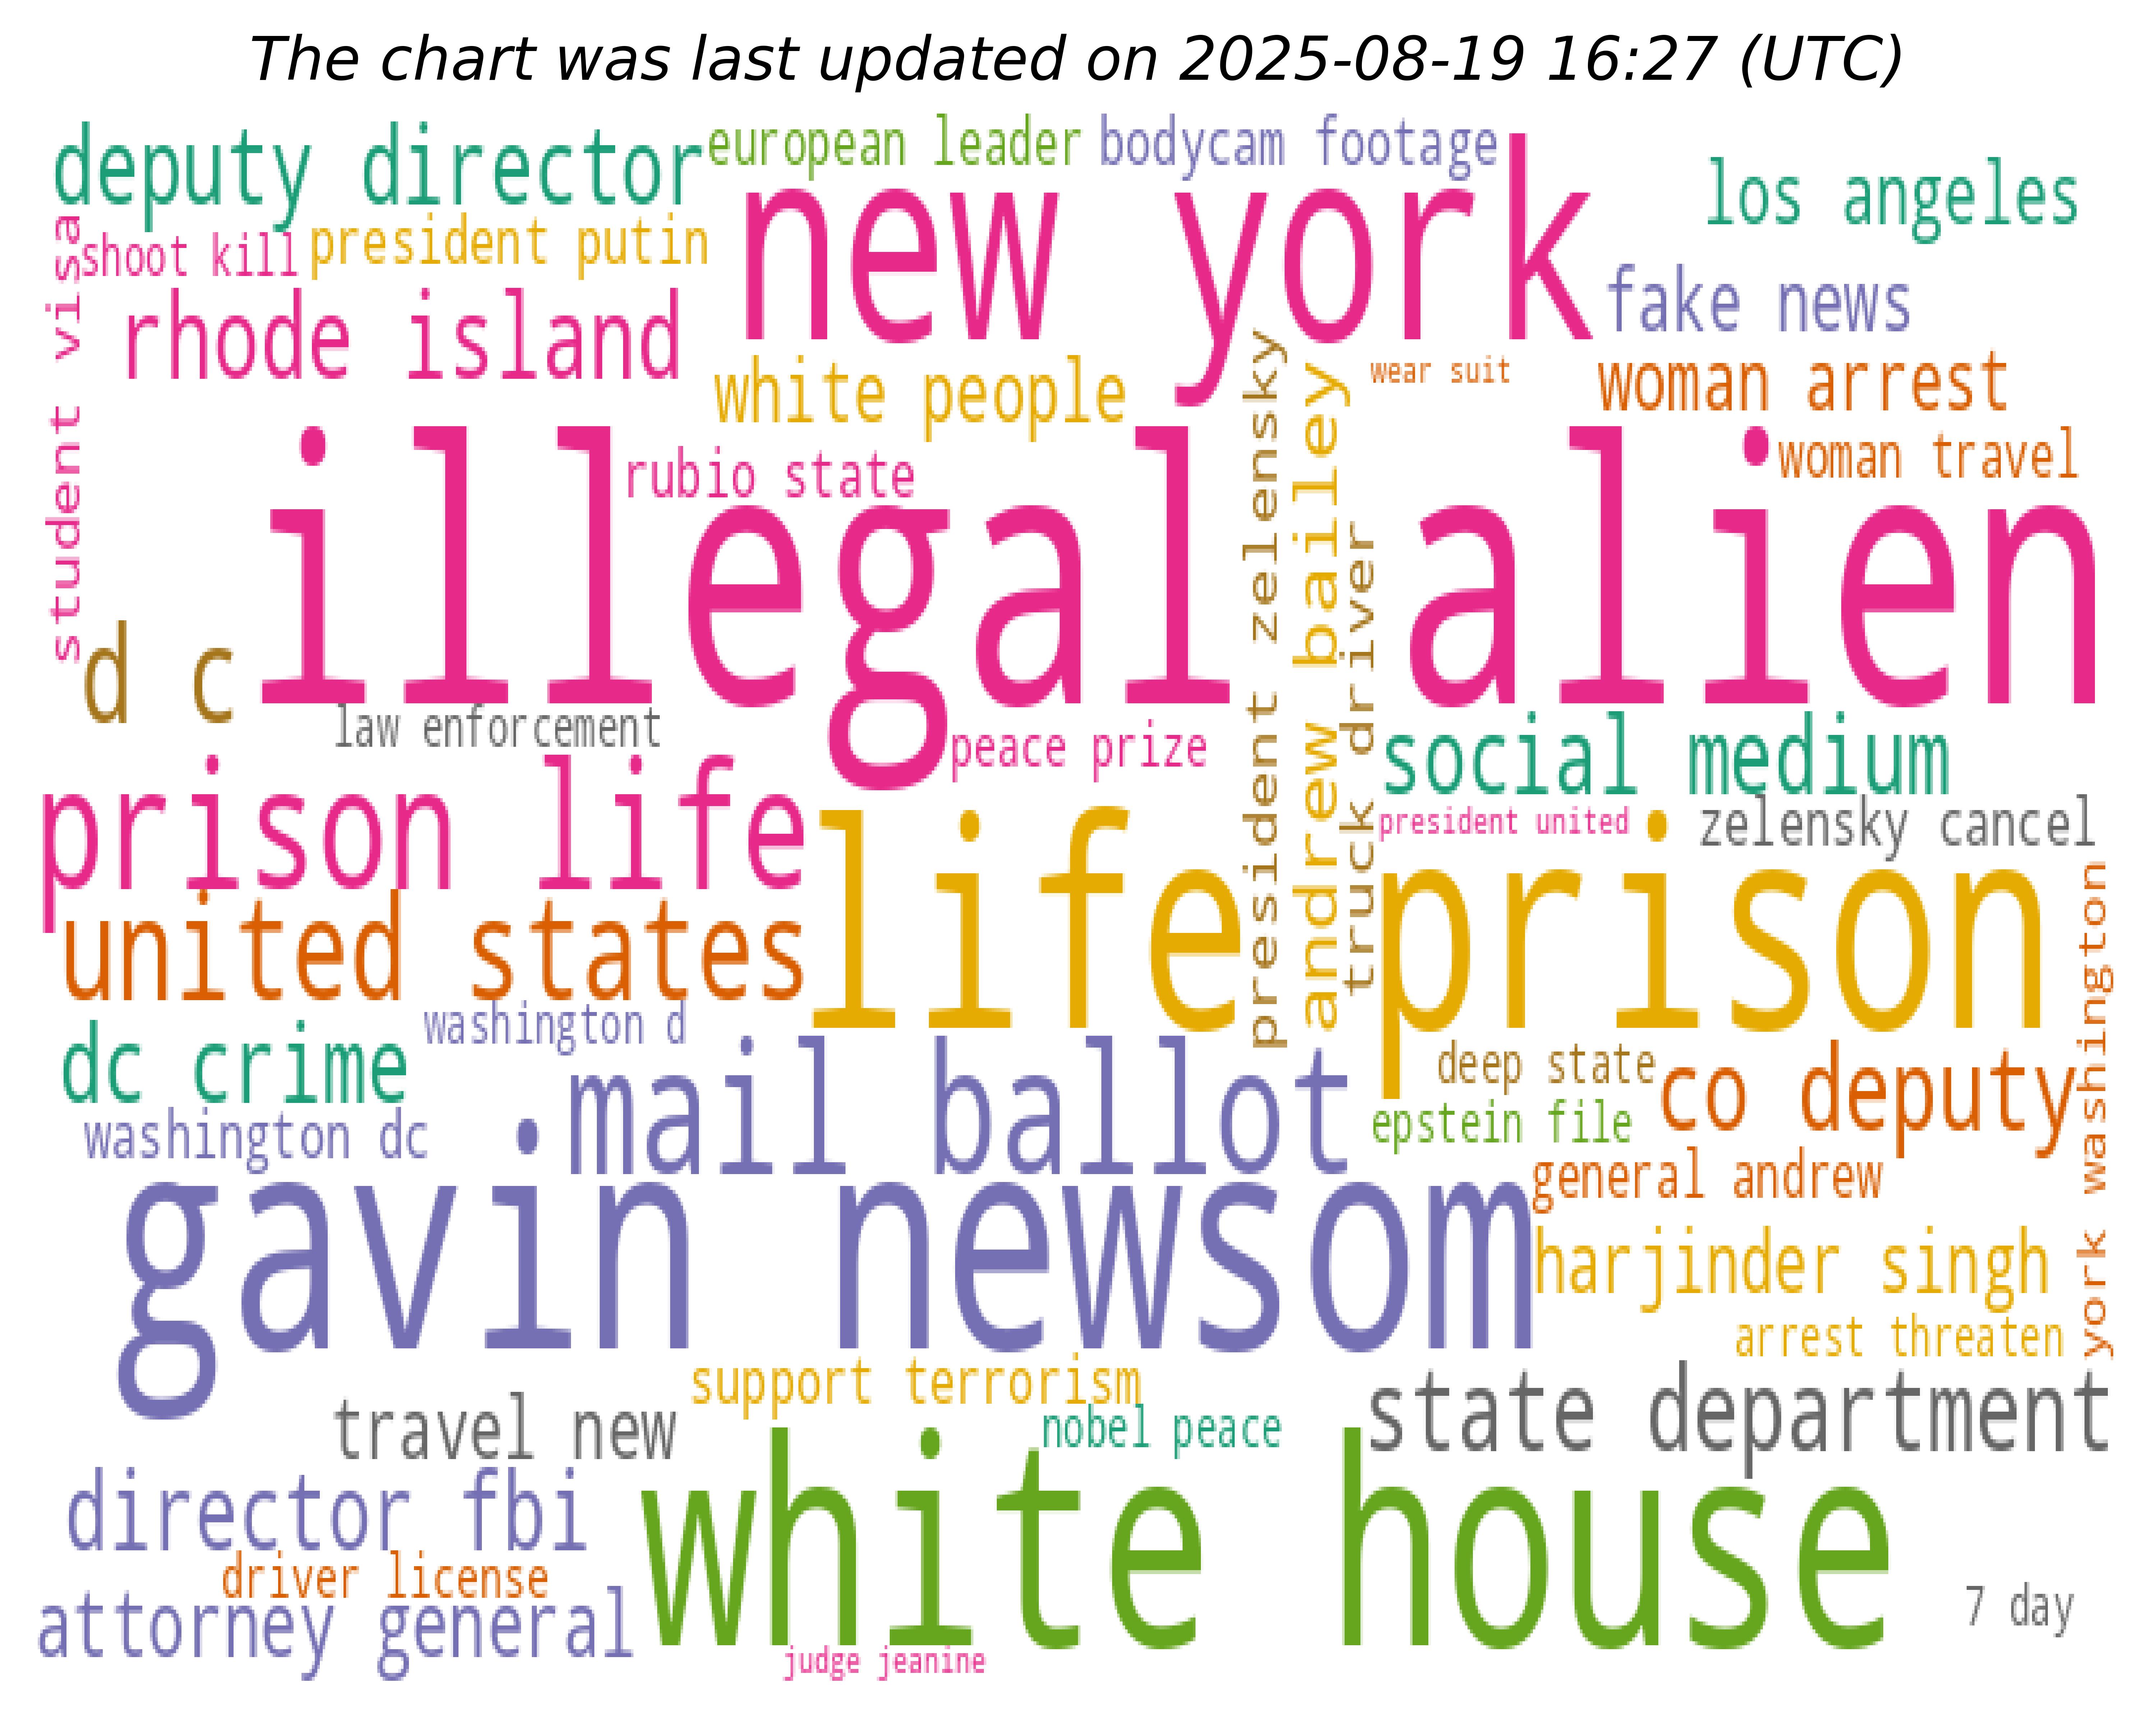 The chart was last updated on 2025-08-19 16:27 (UTC)
deputy director
european leader
bodycam footage
los angeles
new york
shoot kill
president putin
student visa
rhode island
fake news
white people
wear suit
woman arrest
president zelensky
andrew bailey
truck driver
rubio state
woman travel
illegal alien
d c
law enforcement
peace prize
social medium
prison life
president united
zelensky cancel
life prison
united states
york washington
washington d
dc crime
mail ballot
deep state
co deputy
epstein file
washington dc
general andrew
gavin newsom
harjinder singh
arrest threaten
support terrorism
state department
travel new
nobel peace
white house
director fbi
driver license
attorney general
7 day
judge jeanine